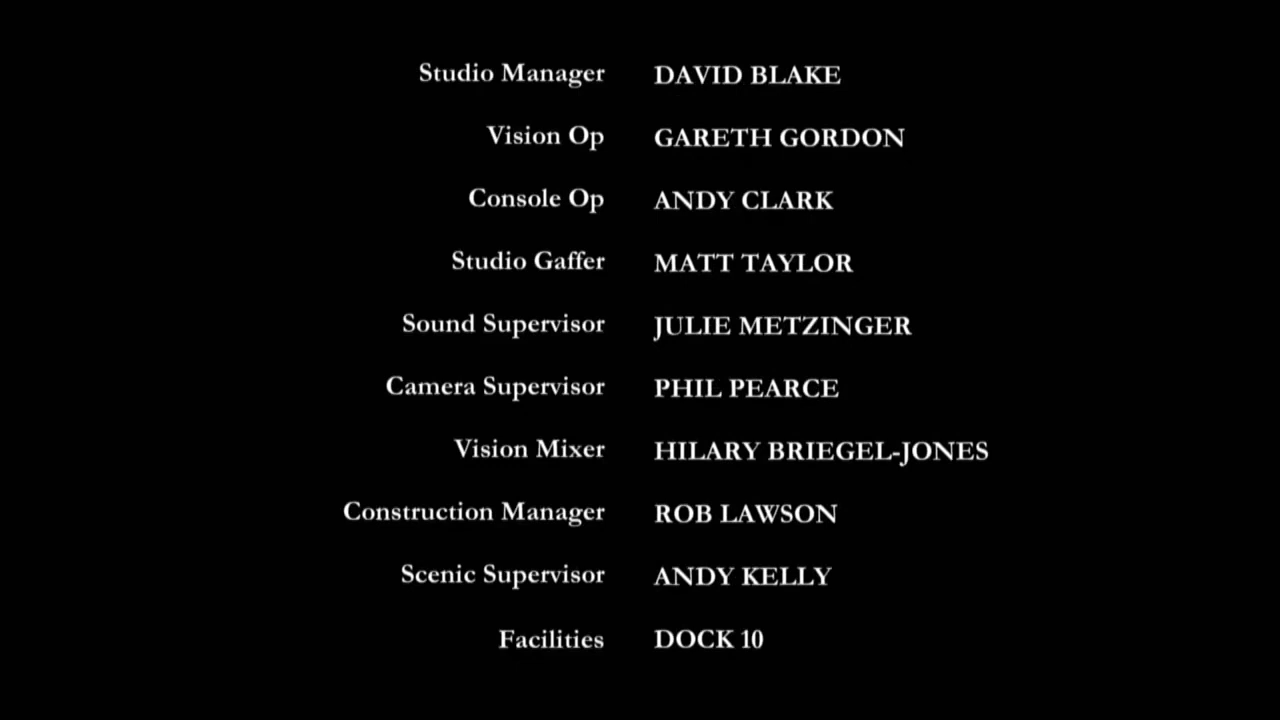 Studio Manager DAVID BLAKE
Vision Op GARETH GORDON
Console Op ANDY CLARK
Studio Gaffer MATT TAYLOR
Sound Supervisor JULIE METZINGER
Camera Supervisor PHIL PEARCE
Vision Mixer HILARY BRIEGEL-JONES
Construction Manager ROB LAWSON
Scenic Supervisor ANDY KELLY
Facilities DOCK 10